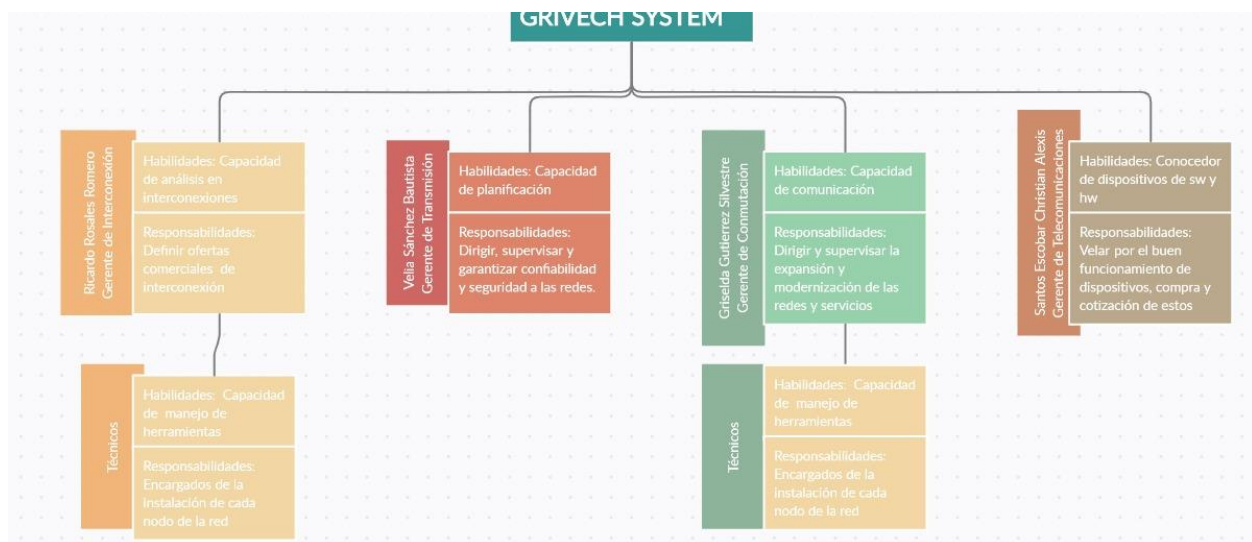 GRIVECH SYSTEM
Ricardo Rosales Romero
Gerente de Interconexión
Habilidades: Capacidad
de análisis en
interconexiones
Responsabilidades:
Definir ofertas
comerciales de
interconexión
Velia Sánchez Bautista
Gerente de Transmisión
Habilidades: Capacidad
de planificación
Responsabilidades:
Dirigir, supervisar y
garantizar confiabilidad
y seguridad a las redes.
Griselda Gutierrez Silvestre
Gerente de Conmutación
Habilidades: Capacidad
de comunicación
Responsabilidades:
Dirigir y supervisar la
expansión y
modernización de las
redes y servicios
Santos Escobar Christian Alexis
Gerente de Telecomunicaciones
Habilidades: Conocedor
de dispositivos de sw y
hw
Responsabilidades:
Velar por el buen
funcionamiento de
dispositivos, compra y
cotización de estos
Técnicos
Habilidades: Capacidad
de manejo de
herramientas
Responsabilidades:
Encargados de la
instalación de cada
nodo de la red
Técnicos
Habilidades: Capacidad
de manejo de
herramientas
Responsabilidades:
Encargados de la
instalación de cada
nodo de la red